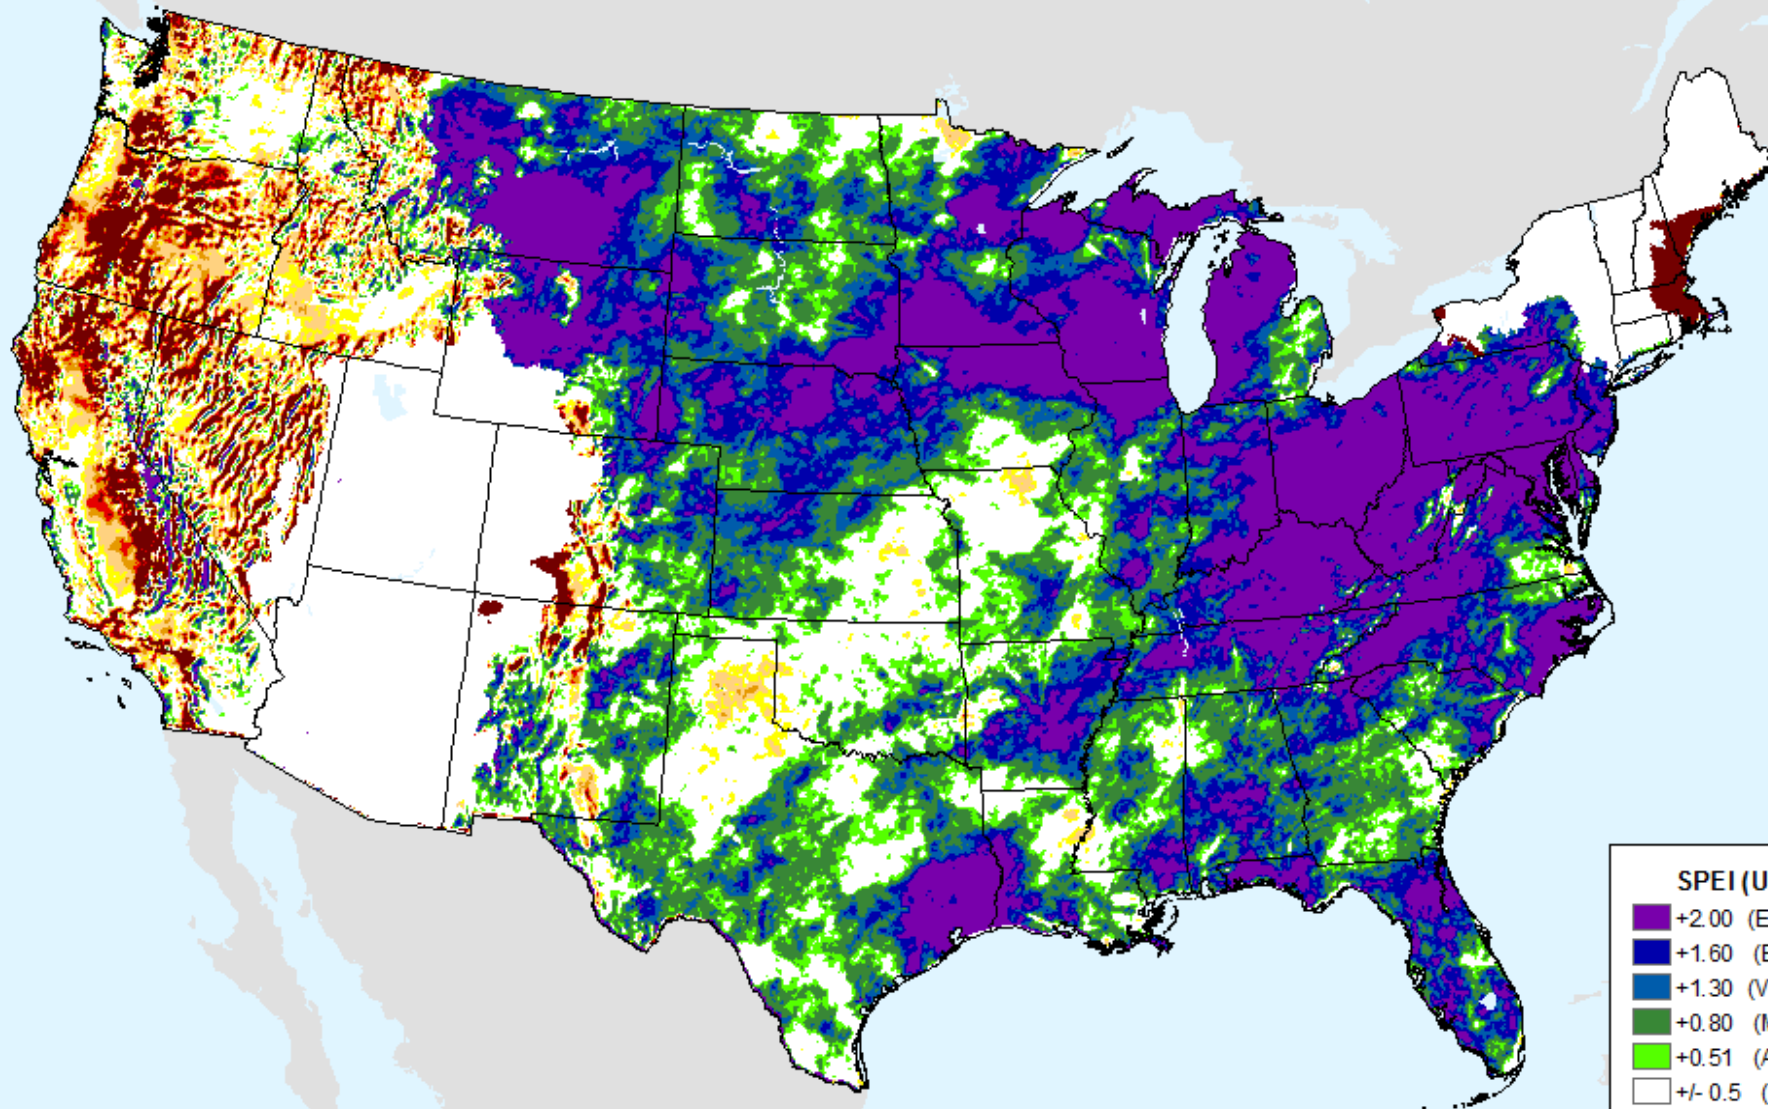 SPEI (U
+2.00 (E
+1.60 (E
+1.30 (V
+0.80 (M
+0.51 (A
+/- 0.5 (